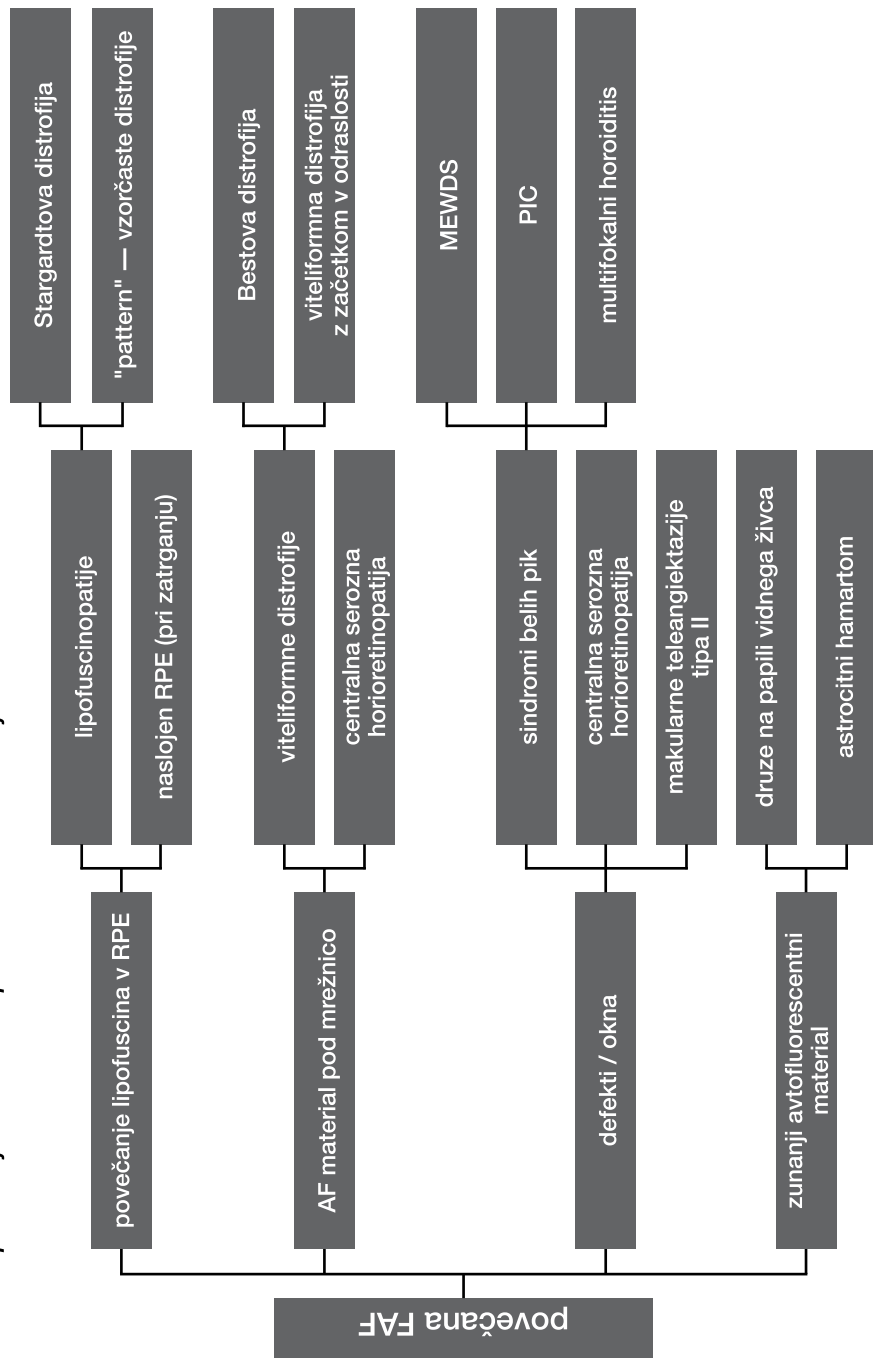 povečana FAF
povečanje lipofuscina v RPE
lipofuscinopatije
Stargardtova distrofija
"pattern" — vzorčaste distrofije
naslojen RPE (pri zatrganju)
AF material pod mrežnico
viteliformne distrofije
Bestova distrofija
viteliformna distrofija
z začetkom v odraslosti
centralna serozna
horioretinopatija
defekti / okna
sindromi belih pik
MEWDS
PIC
multifokalni horoiditis
centralna serozna
horioretinopatija
makularne teleangiektazije
tipa II
zunanji avtofluorescentni
material
druze na papili vidnega živca
astrocitni hamartom